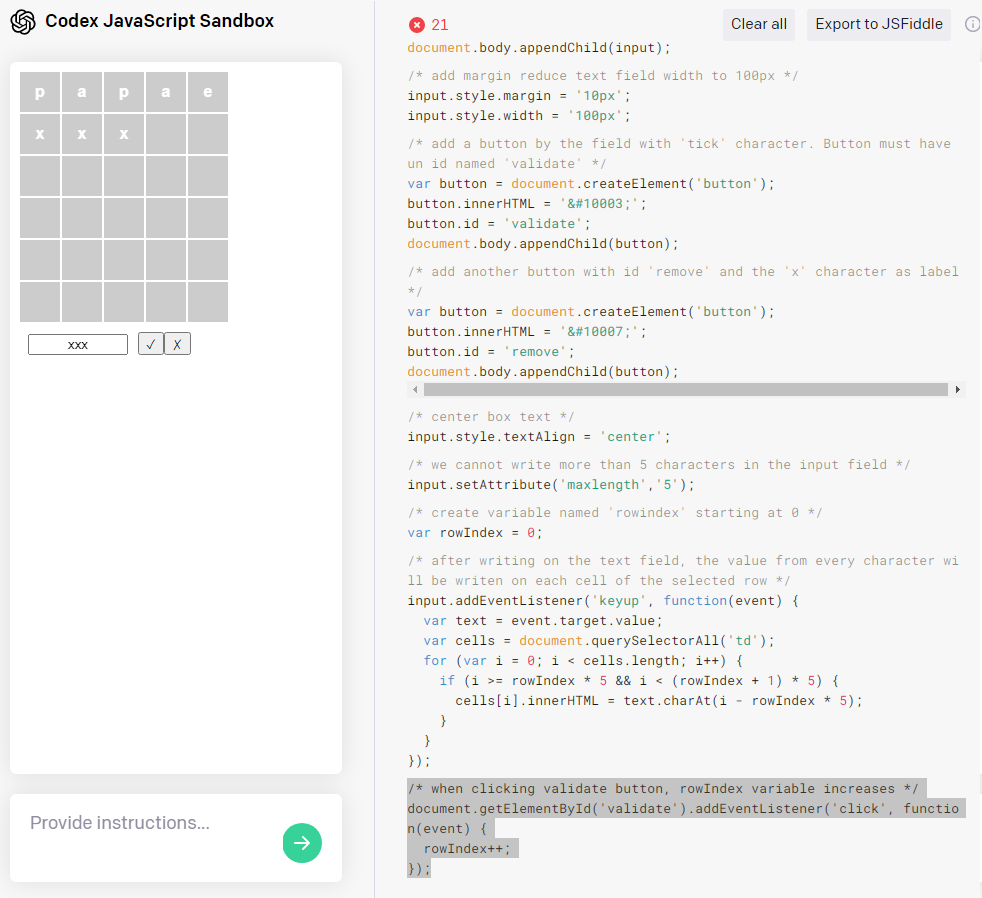 Codex JavaScript Sandbox
p a p a e
x x x
xxx ✓ ✗
Provide instructions...
21
Clear all
Export to JSFiddle
document.body.appendChild(input);
/* add margin reduce text field width to 100px */
input.style.margin = '10px';
input.style.width = '100px';
/* add a button by the field with 'tick' character. Button must have
un id named 'validate' */
var button = document.createElement('button');
button.innerHTML = '&#10003;';
button.id = 'validate';
document.body.appendChild(button);
/* add another button with id 'remove' and the 'x' character as label
*/
var button = document.createElement('button');
button.innerHTML = '&#10007;';
button.id = 'remove';
document.body.appendChild(button);
/* center box text */
input.style.textAlign = 'center';
/* we cannot write more than 5 characters in the input field */
input.setAttribute('maxlength','5');
/* create variable named 'rowindex' starting at 0 */
var rowIndex = 0;
/* after writing on the text field, the value from every character wi
ll be writen on each cell of the selected row */
input.addEventListener('keyup', function(event) {
  var text = event.target.value;
  var cells = document.querySelectorAll('td');
  for (var i = 0; i < cells.length; i++) {
    if (i >= rowIndex * 5 && i < (rowIndex + 1) * 5) {
      cells[i].innerHTML = text.charAt(i - rowIndex * 5);
    }
  }
});
/* when clicking validate button, rowIndex variable increases */
document.getElementById('validate').addEventListener('click', functio
n(event) {
  rowIndex++;
});